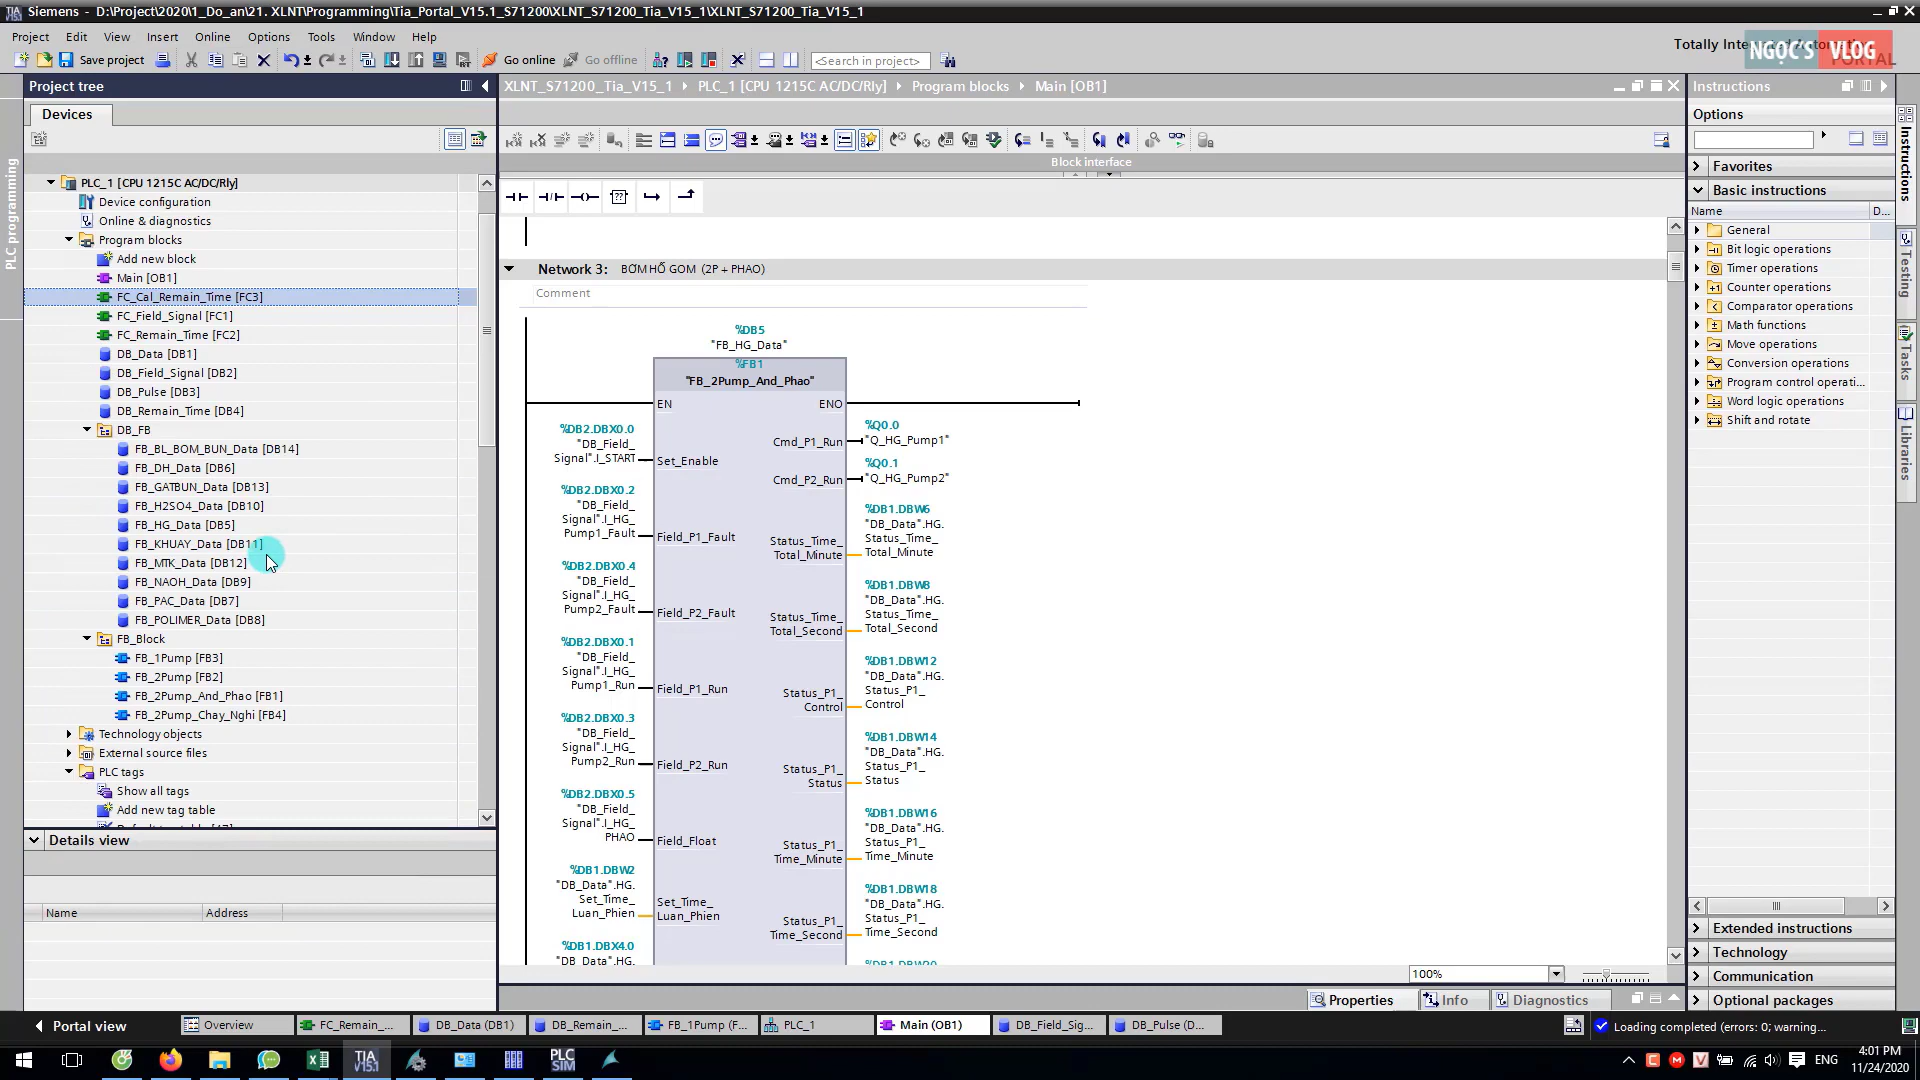 Siemens - D:\Project\2020\1_Do_an\21. XLNT\Programming\Tia_Portal_V15.1_S71200\XLNT_S71200_Tia_V15_1\XLNT_S71200_Tia_V15_1
Project Edit View Insert Online Options Tools Window Help
NGỌC'S VLOG
Save project
Go online
Go offline
<Search in project>
PORTAL
Project tree
XLNT_S71200_Tia_V15_1 PLC_1 [CPU 1215C AC/DC/Rly] Program blocks Main [OB1]
Instructions
Devices
Options
Block interface
PLC programming
PLC_1 [CPU 1215C AC/DC/Rly]
Device configuration
Online & diagnostics
Program blocks
Add new block
Main [OB1]
FC_Cal_Remain_Time [FC3]
FC_Field_Signal [FC1]
FC_Remain_Time [FC2]
DB_Data [DB1]
DB_Field_Signal [DB2]
DB_Pulse [DB3]
DB_Remain_Time [DB4]
DB_FB
FB_BL_BOM_BUN_Data [DB14]
FB_DH_Data [DB6]
FB_GATBUN_Data [DB13]
FB_H2SO4_Data [DB10]
FB_HG_Data [DB5]
FB_KHUAY_Data [DB11]
FB_MTK_Data [DB12]
FB_NAOH_Data [DB9]
FB_PAC_Data [DB7]
FB_POLIMER_Data [DB8]
FB_Block
FB_1Pump [FB3]
FB_2Pump [FB2]
FB_2Pump_And_Phao [FB1]
FB_2Pump_Chay_Nghi [FB4]
Technology objects
External source files
PLC tags
Show all tags
Add new tag table
Details view
Name Address
Network 3: BƠM HỐ GOM (2P + PHAO)
Comment
%DB5
"FB_HG_Data"
%FB1
"FB_2Pump_And_Phao"
EN ENO
%DB2.DBX0.0
"DB_Field_
Signal".I_START
Set_Enable
%DB2.DBX0.2
"DB_Field_
Signal".I_HG_
Pump1_Fault
Field_P1_Fault
%DB2.DBX0.4
"DB_Field_
Signal".I_HG_
Pump2_Fault
Field_P2_Fault
%DB2.DBX0.1
"DB_Field_
Signal".I_HG_
Pump1_Run
Field_P1_Run
%DB2.DBX0.3
"DB_Field_
Signal".I_HG_
Pump2_Run
Field_P2_Run
%DB2.DBX0.5
"DB_Field_
Signal".I_HG_
PHAO
Field_Float
%DB1.DBW2
"DB_Data".HG.
Set_Time_
Luan_Phien
Set_Time_
Luan_Phien
%DB1.DBX4.0
"DB_Data".HG.
Cmd_P1_Run
%Q0.0
"Q_HG_Pump1"
Cmd_P2_Run
%Q0.1
"Q_HG_Pump2"
Status_Time_
Total_Minute
%DB1.DBW6
"DB_Data".HG.
Status_Time_
Total_Minute
Status_Time_
Total_Second
%DB1.DBW8
"DB_Data".HG.
Status_Time_
Total_Second
Status_P1_
Control
%DB1.DBW12
"DB_Data".HG.
Status_P1_
Control
Status_P1_
Status
%DB1.DBW14
"DB_Data".HG.
Status_P1_
Status
Status_P1_
Time_Minute
%DB1.DBW16
"DB_Data".HG.
Status_P1_
Time_Minute
Status_P1_
Time_Second
%DB1.DBW18
"DB_Data".HG.
Status_P1_
Time_Second
%DB1.DBW20
Favorites
Basic instructions
Name D...
General
Bit logic operations
Timer operations
Counter operations
Comparator operations
Math functions
Move operations
Conversion operations
Program control operati...
Word logic operations
Shift and rotate
Extended instructions
Technology
Communication
Optional packages
Instructions
Testing
Tasks
Libraries
100%
Properties Info Diagnostics
Portal view Overview FC_Remain_... DB_Data (DB1) DB_Remain_... FB_1Pump (F... PLC_1 Main (OB1) DB_Field_Sig... DB_Pulse (D...
Loading completed (errors: 0; warning...
TIA V15.1
PLC SIM
ENG
4:01 PM
11/24/2020